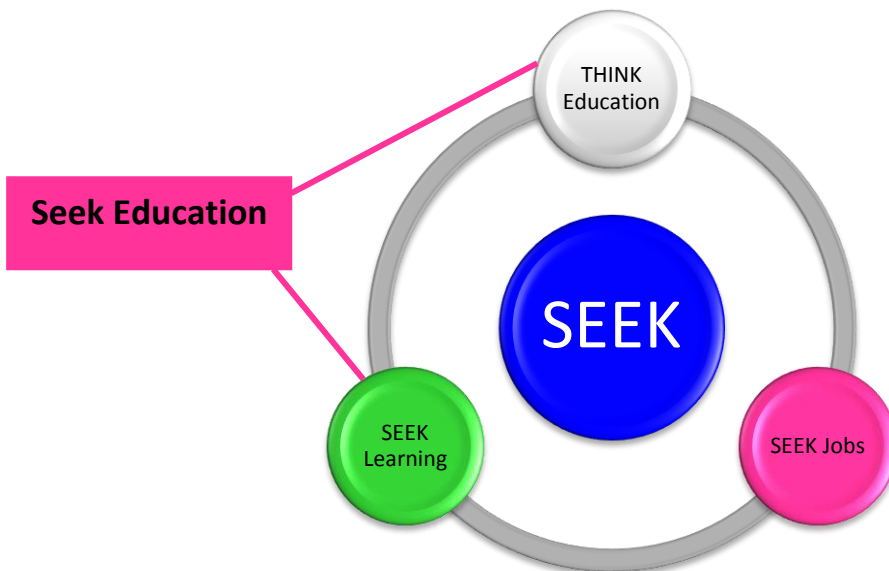 THINK
Education
Seek Education
SEEK
SEEK
Learning
SEEK Jobs